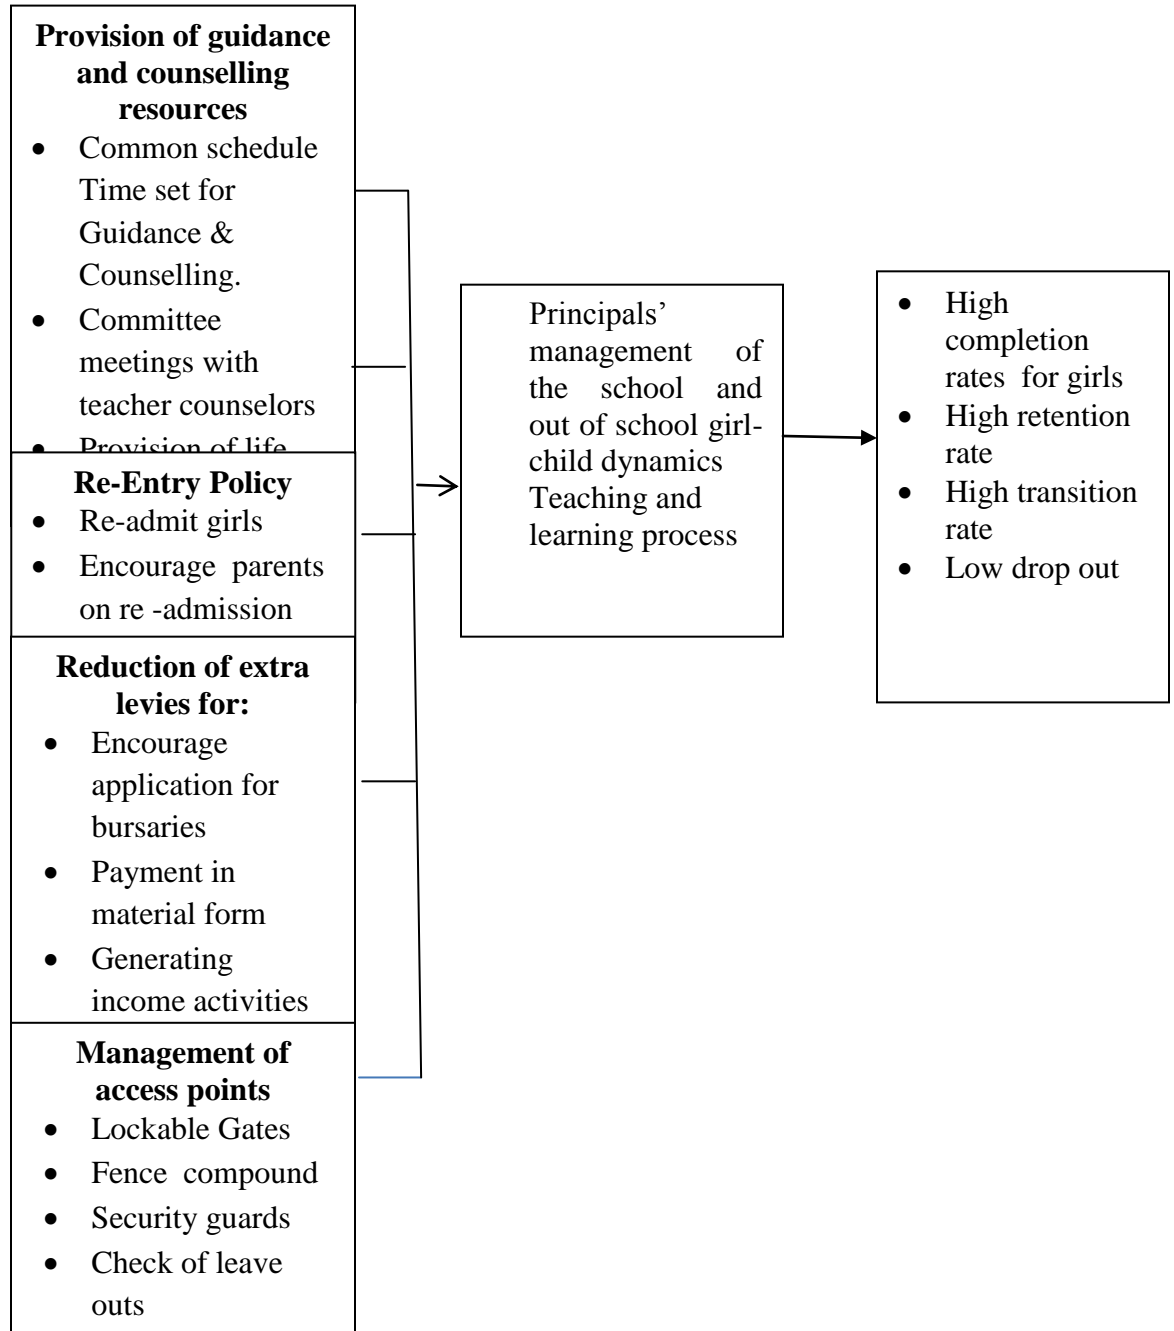 Provision of guidance
and counselling
resources
• Common schedule
Time set for
Guidance &
Counselling.
• Committee
meetings with
teacher counselors
• Provision of life
Re-Entry Policy
• Re-admit girls
• Encourage parents
on re -admission
Reduction of extra
levies for:
• Encourage
application for
bursaries
• Payment in
material form
• Generating
income activities
Management of
access points
• Lockable Gates
• Fence compound
• Security guards
• Check of leave
outs
Principals’
management of
the school and
out of school girl-
child dynamics
Teaching and
learning process
• High
completion
rates for girls
• High retention
rate
• High transition
rate
• Low drop out